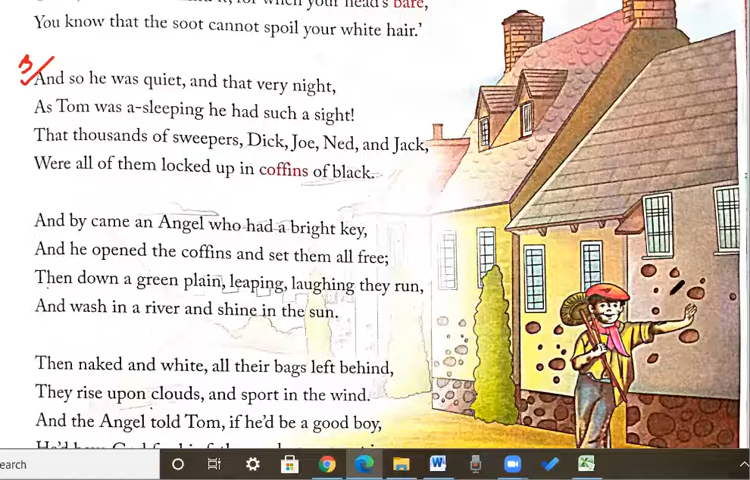 for when your head's bare,
You know that the soot cannot spoil your white hair.'
3
And so he was quiet, and that very night,
As Tom was a-sleeping he had such a sight!
That thousands of sweepers, Dick, Joe, Ned, and Jack,
Were all of them locked up in coffins of black.
And by came an Angel who had a bright key,
And he opened the coffins and set them all free;
Then down a green plain, leaping, laughing they run,
And wash in a river and shine in the sun.
Then naked and white, all their bags left behind,
They rise upon clouds, and sport in the wind.
And the Angel told Tom, if he'd be a good boy,
earch